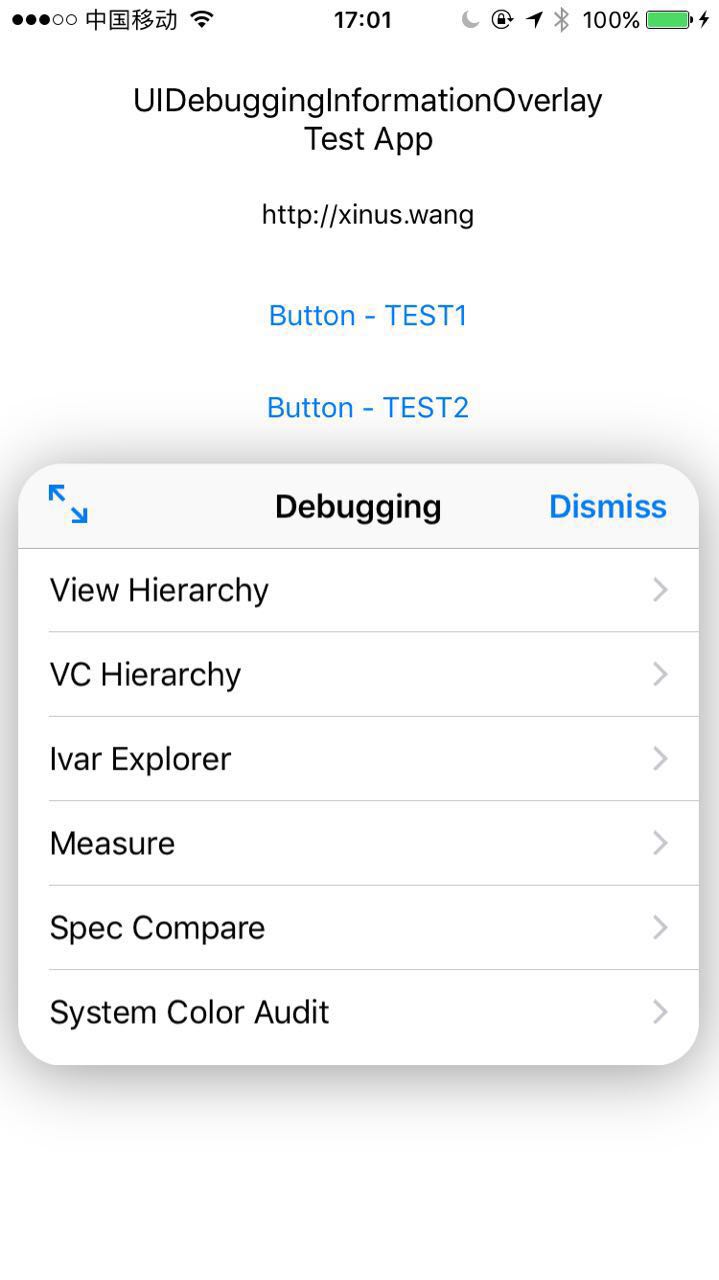 中国移动 17:01 100%
UIDebuggingInformationOverlay
Test App
http://xinus.wang
Button - TEST1
Button - TEST2
Debugging Dismiss
View Hierarchy
VC Hierarchy
Ivar Explorer
Measure
Spec Compare
System Color Audit